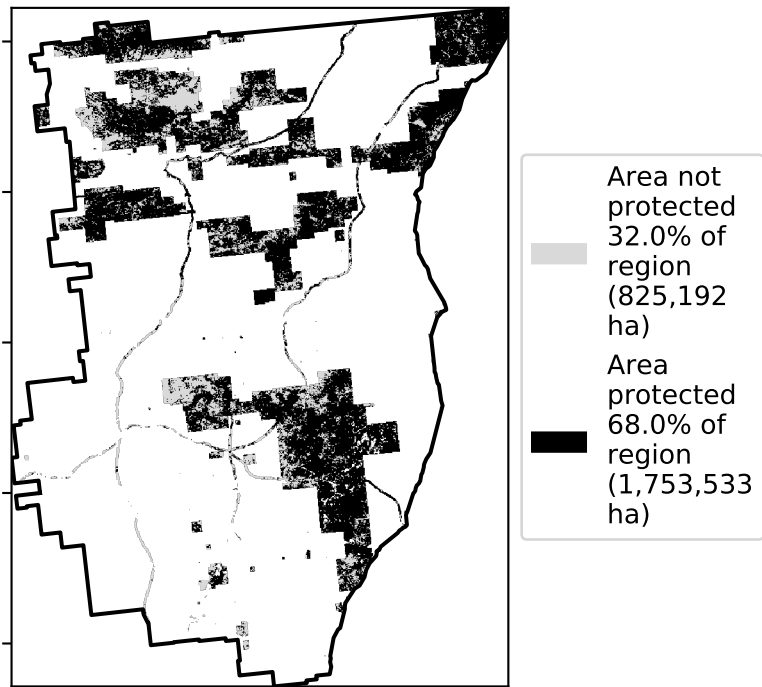 Area not
protected
32.0% of
region
(825,192
ha)
Area
protected
68.0% of
region
(1,753,533
ha)